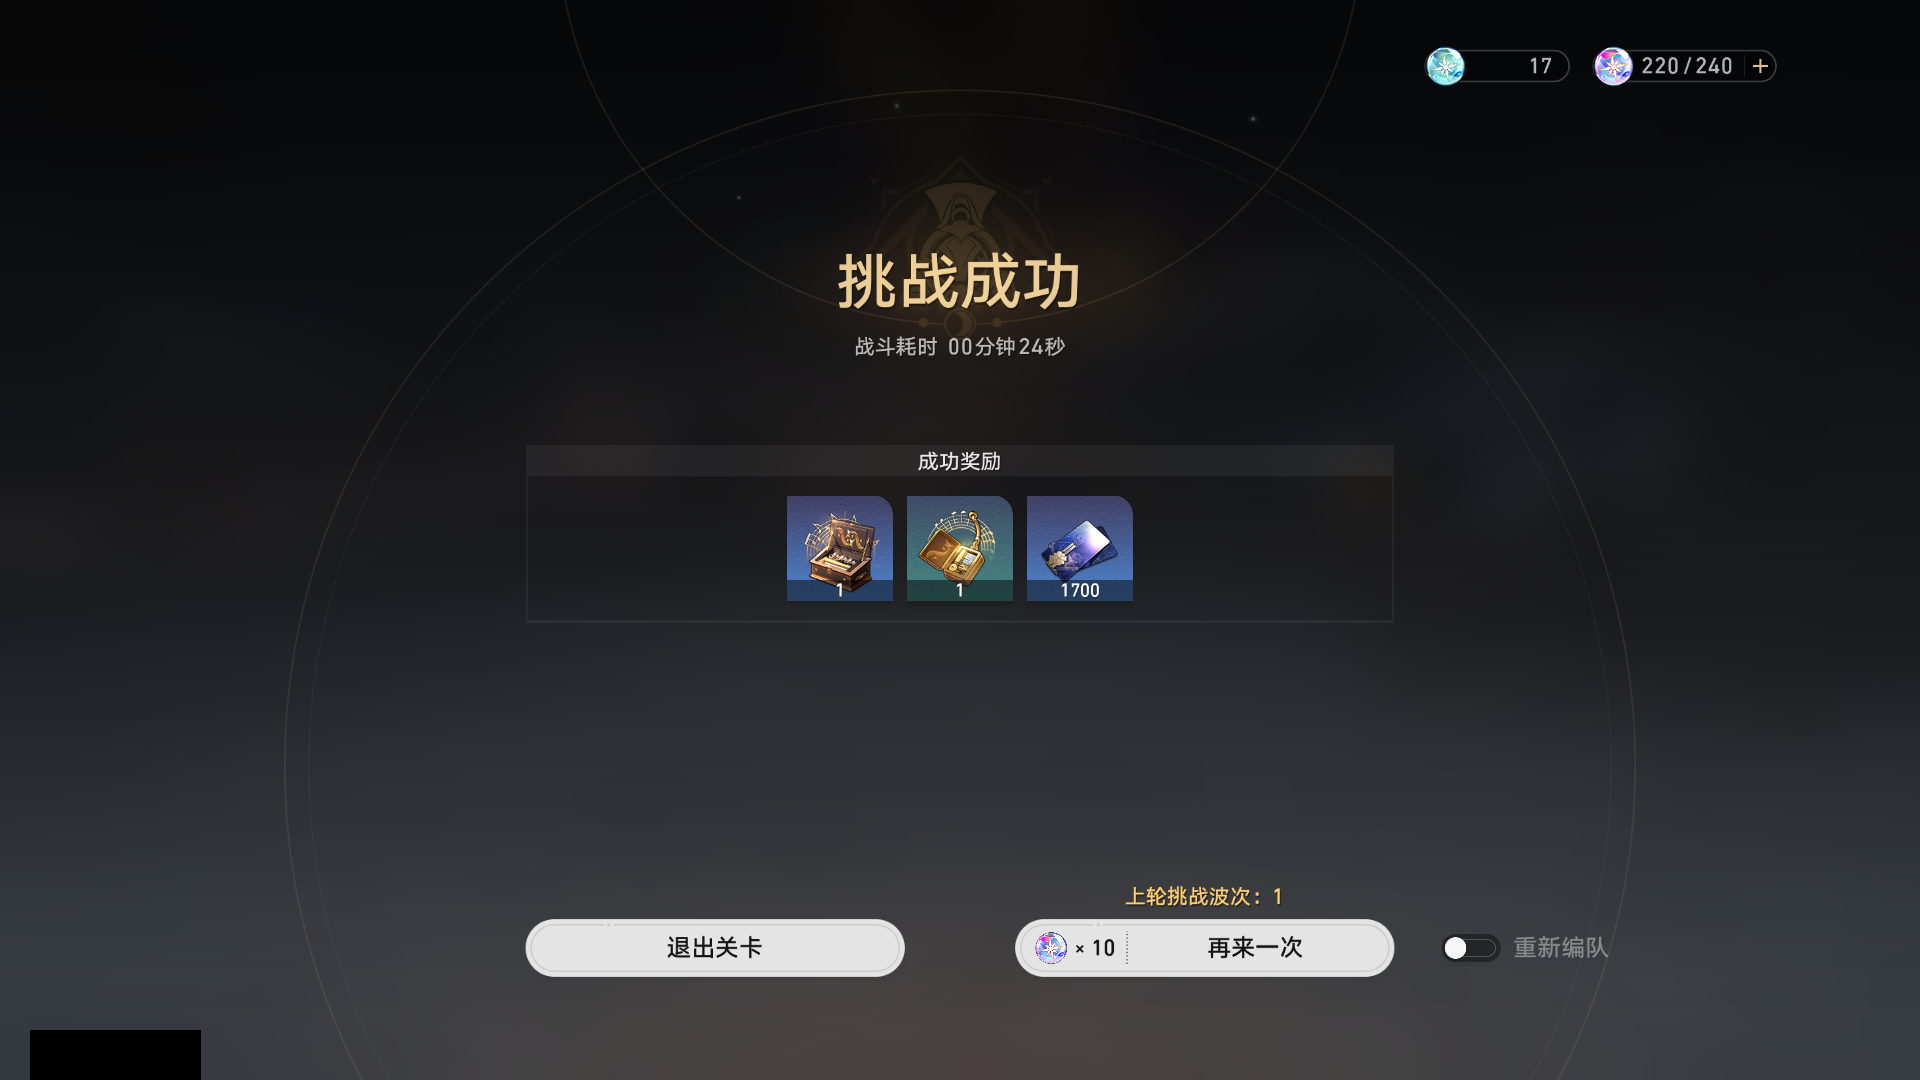 17
220/240 +
挑战成功
战斗耗时 00分钟24秒
成功奖励
1
1
1700
上轮挑战波次：1
退出关卡
× 10
再来一次
重新编队